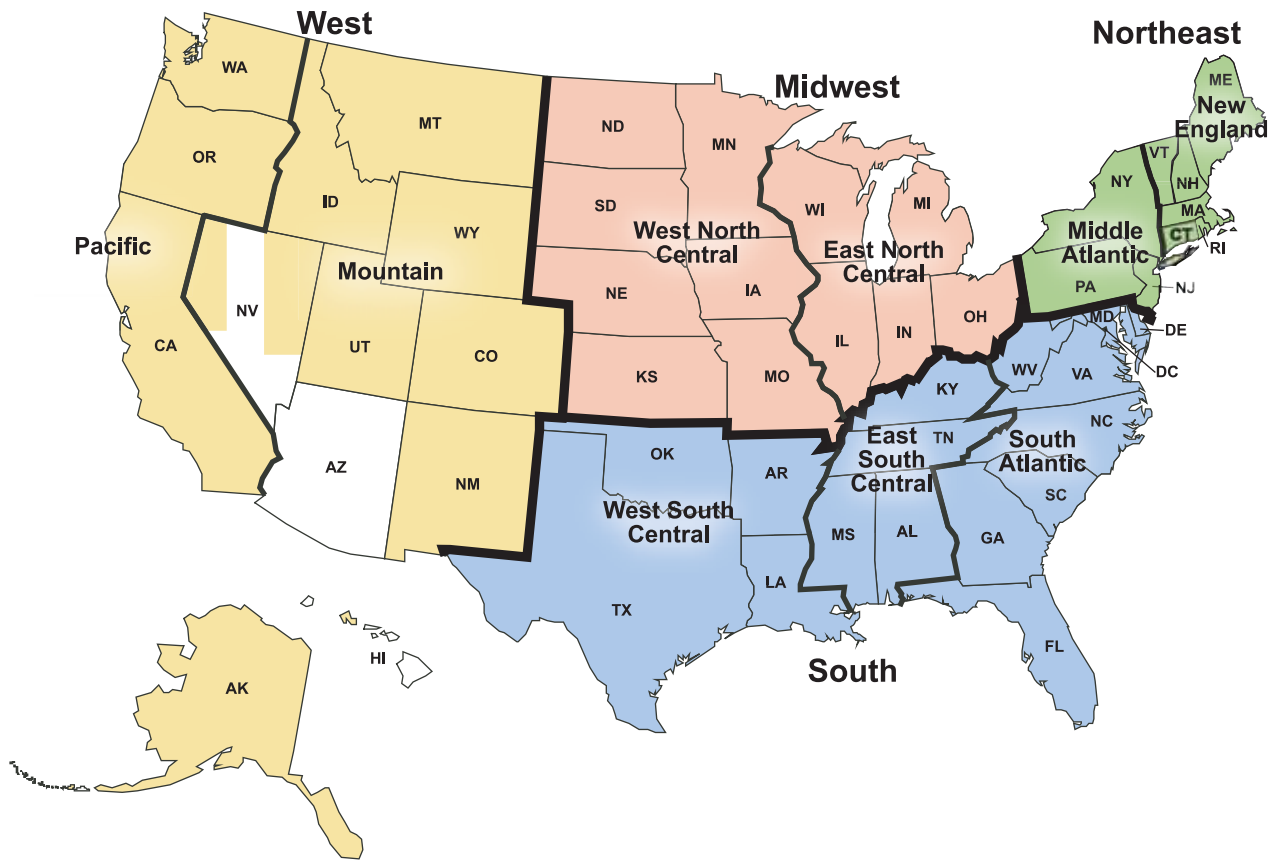 West
Northeast
Midwest
South
New
England
Middle
Atlantic
Pacific
Mountain
West North
Central
East North
Central
West South
Central
East
South
Central
South
Atlantic
WA
MT
OR
ID
WY
NV
CA
UT
CO
AZ
NM
AK
HI
ND
MN
SD
NE
IA
KS
MO
WI
MI
IL
IN
OH
ME
VT
NH
NY
MA
CT
RI
PA
NJ
MD
DE
DC
WV
VA
KY
TN
NC
SC
OK
AR
TX
LA
MS
AL
GA
FL